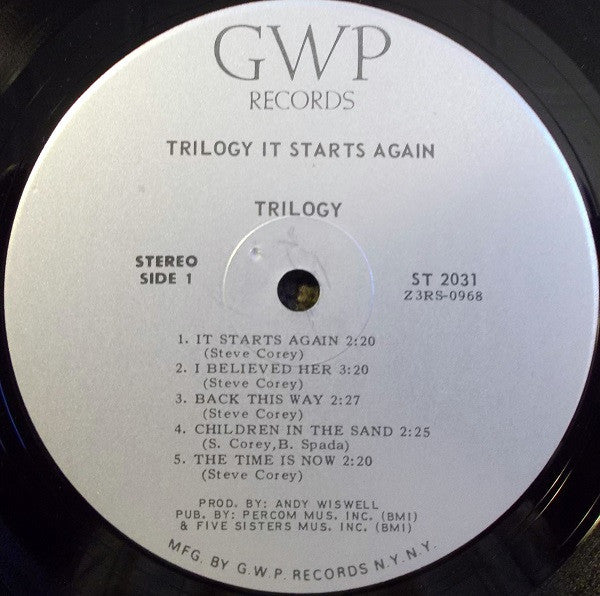 GWP
RECORDS
TRILOGY IT STARTS AGAIN
TRILOGY
STEREO
SIDE 1
ST 2031
Z3RS-0968
1. IT STARTS AGAIN 2:20
(Steve Corey)
2. I BELIEVED HER 3:20
(Steve Corey)
3. BACK THIS WAY 2:27
(Steve Corey)
4. CHILDREN IN THE SAND 2:25
(S. Corey,B. Spada)
5. THE TIME IS NOW 2:20
(Steve Corey)
PROD. BY: ANDY WISWELL
PUB. BY: PERCOM MUS. INC. (BMI)
& FIVE SISTERS MUS. INC. (BMI)
MFG. BY G.W.P. RECORDS N.Y.N.Y.